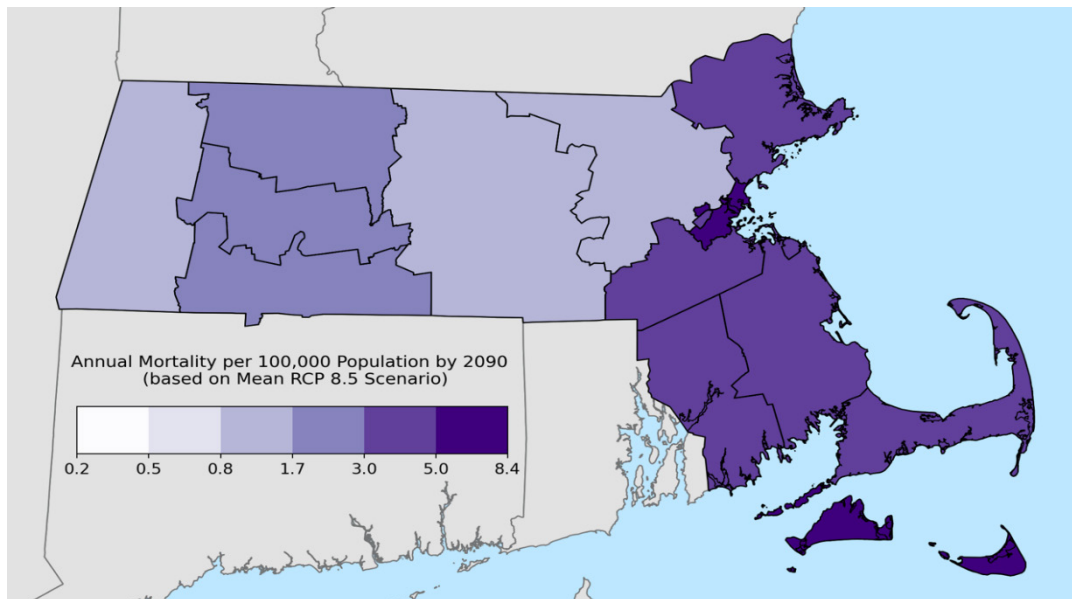 Annual Mortality per 100,000 Population by 2090
(based on Mean RCP 8.5 Scenario)
0.2 0.5 0.8 1.7 3.0 5.0 8.4